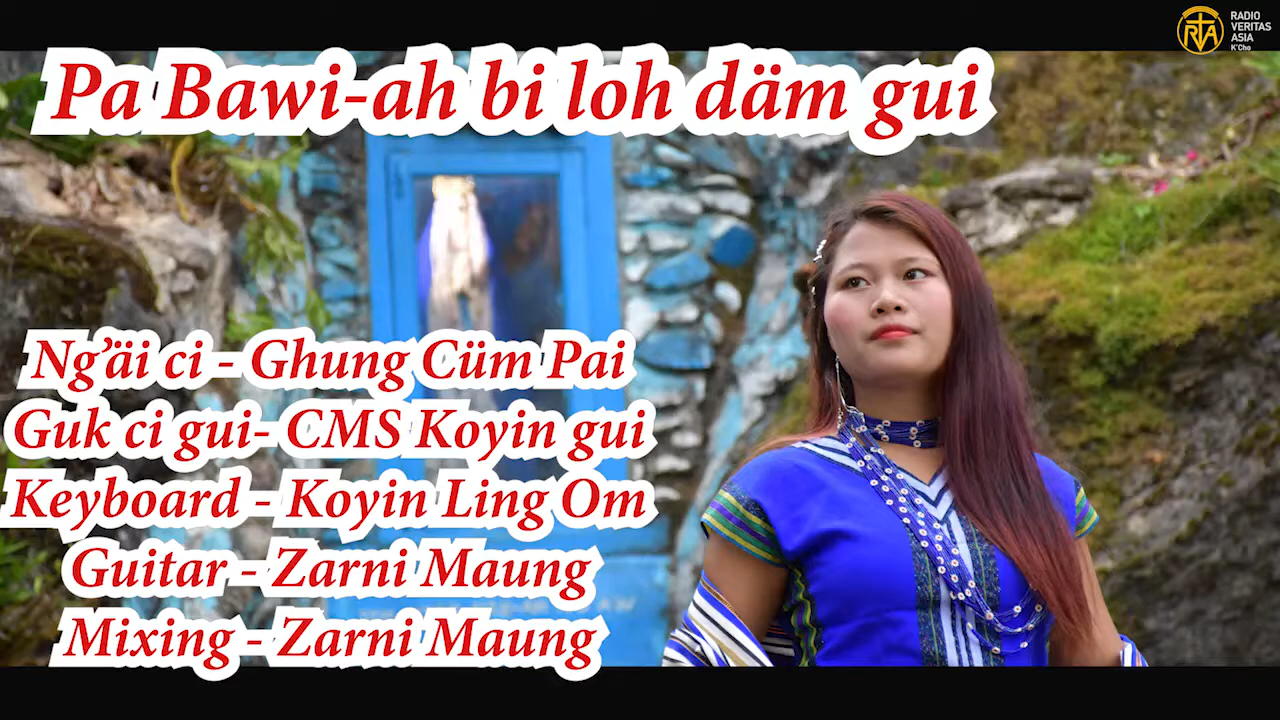 RADIO
VERITAS
ASIA
K'Cho
Pa Bawi-ah bi loh däm gui
Ng'äi ci - Ghung Cüm Pai
Guk ci gui- CMS Koyin gui
Keyboard - Koyin Ling Om
Guitar - Zarni Maung
Mixing - Zarni Maung